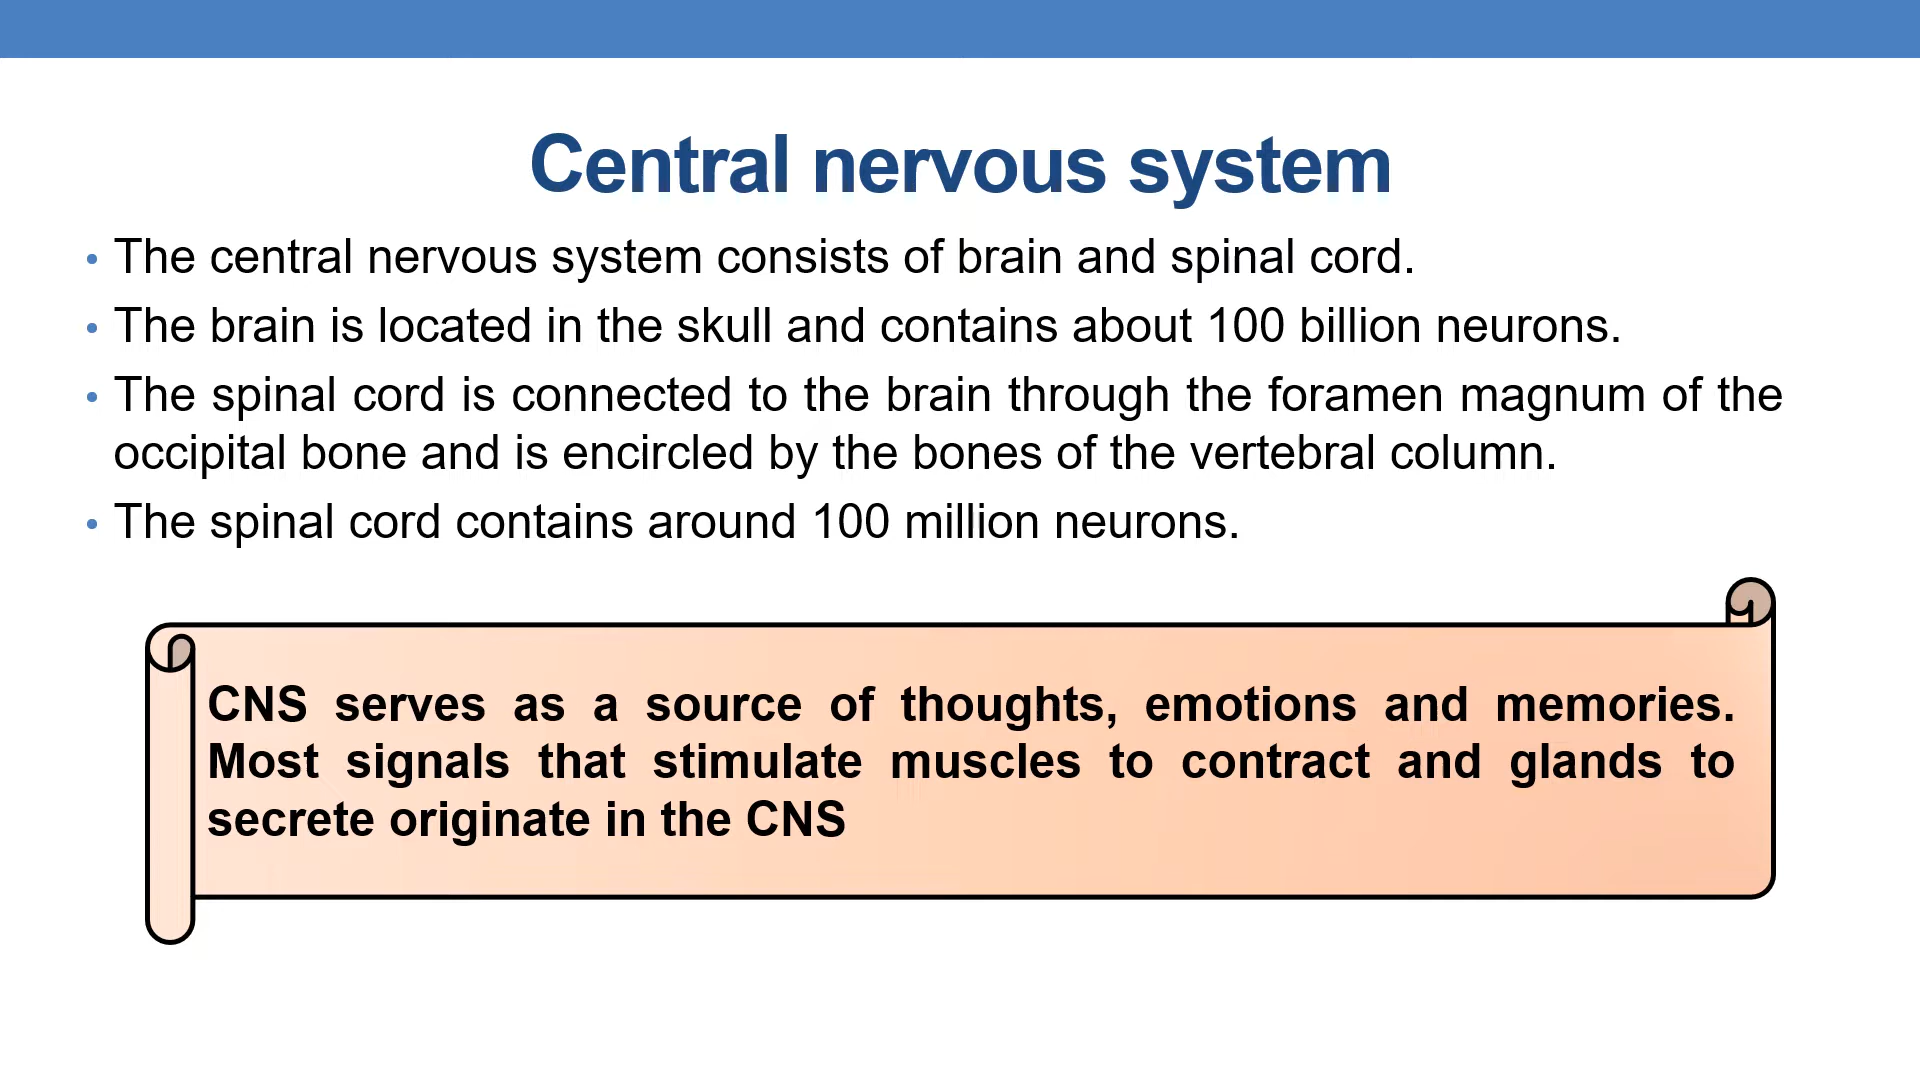 Central nervous system
• The central nervous system consists of brain and spinal cord.
• The brain is located in the skull and contains about 100 billion neurons.
• The spinal cord is connected to the brain through the foramen magnum of the
occipital bone and is encircled by the bones of the vertebral column.
• The spinal cord contains around 100 million neurons.
CNS serves as a source of thoughts, emotions and memories.
Most signals that stimulate muscles to contract and glands to
secrete originate in the CNS